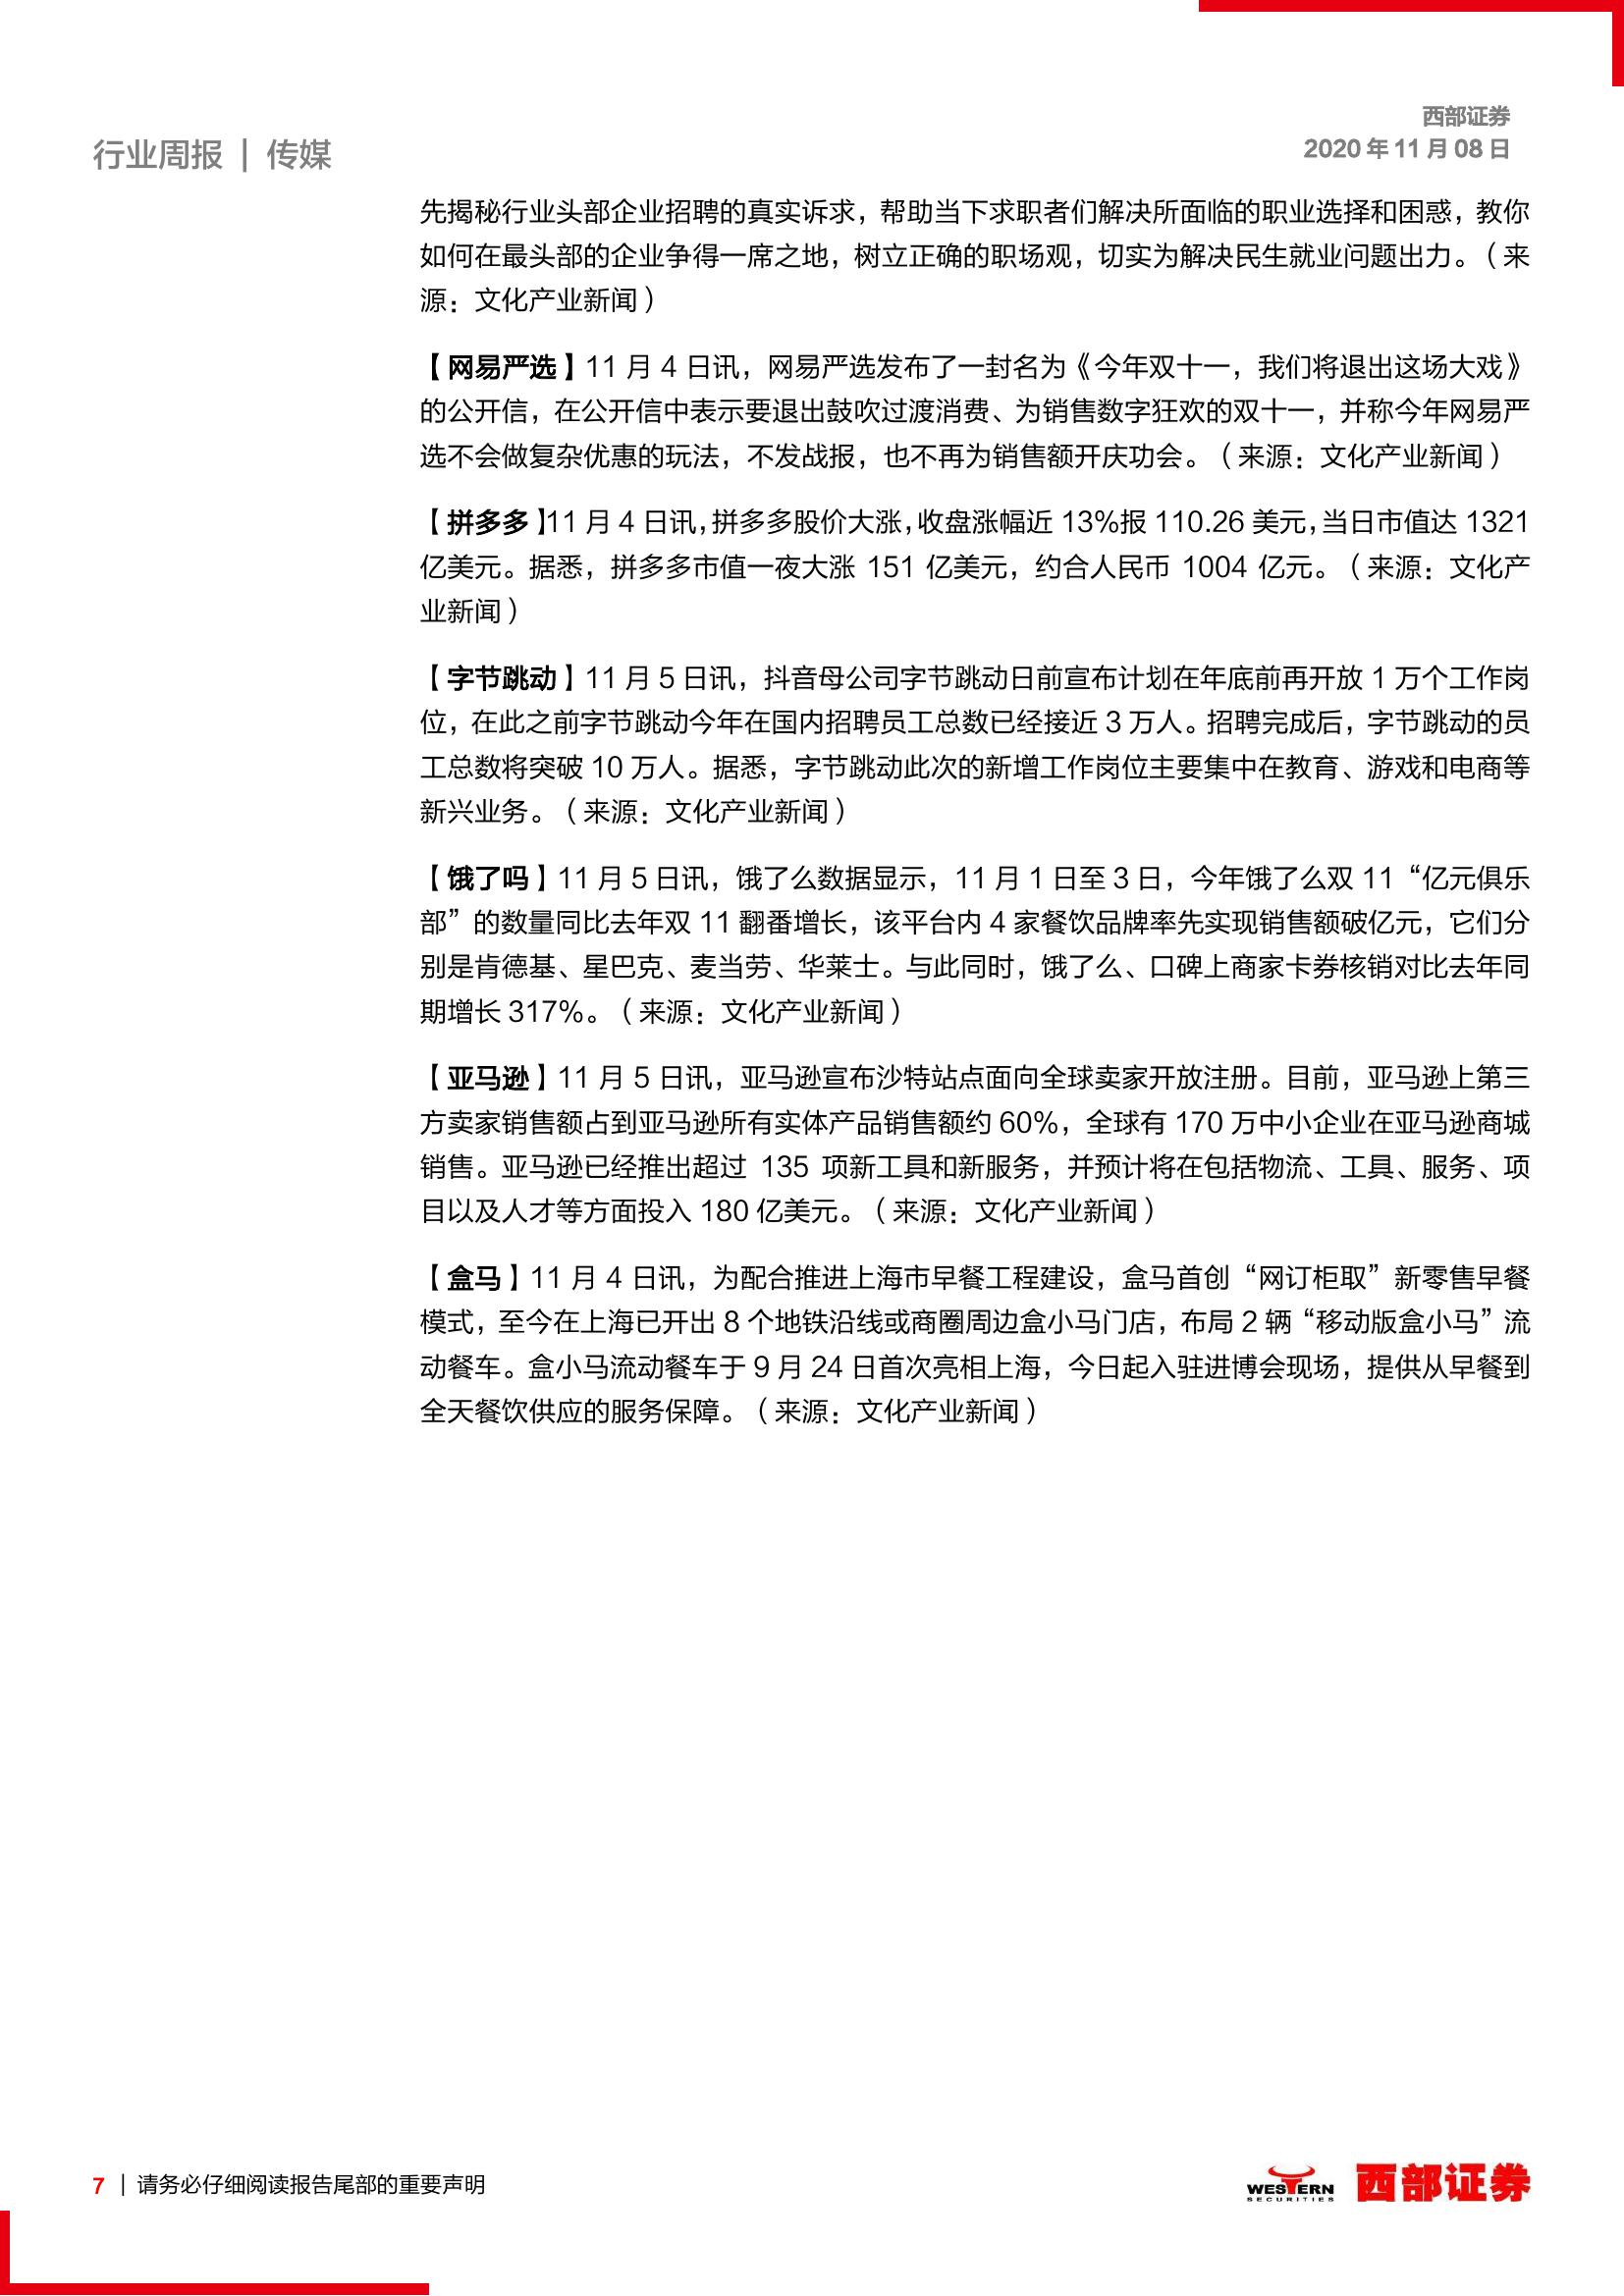 西部证券
行业周报 | 传媒
2020 年 11 月 08 日
先揭秘行业头部企业招聘的真实诉求，帮助当下求职者们解决所面临的职业选择和困惑，教你
如何在最头部的企业争得一席之地，树立正确的职场观，切实为解决民生就业问题出力。（来
源：文化产业新闻）
【网易严选】11 月 4 日讯，网易严选发布了一封名为《今年双十一，我们将退出这场大戏》
的公开信，在公开信中表示要退出鼓吹过渡消费、为销售数字狂欢的双十一，并称今年网易严
选不会做复杂优惠的玩法，不发战报，也不再为销售额开庆功会。（来源：文化产业新闻）
【拼多多】11 月 4 日讯，拼多多股价大涨，收盘涨幅近 13%报 110.26 美元，当日市值达 1321
亿美元。据悉，拼多多市值一夜大涨 151 亿美元，约合人民币 1004 亿元。（来源：文化产
业新闻）
【字节跳动】11 月 5 日讯，抖音母公司字节跳动日前宣布计划在年底前再开放 1 万个工作岗
位，在此之前字节跳动今年在国内招聘员工总数已经接近 3 万人。招聘完成后，字节跳动的员
工总数将突破 10 万人。据悉，字节跳动此次的新增工作岗位主要集中在教育、游戏和电商等
新兴业务。（来源：文化产业新闻）
【饿了吗】11 月 5 日讯，饿了么数据显示，11 月 1 日至 3 日，今年饿了么双 11“亿元俱乐
部”的数量同比去年双 11 翻番增长，该平台内 4 家餐饮品牌率先实现销售额破亿元，它们分
别是肯德基、星巴克、麦当劳、华莱士。与此同时，饿了么、口碑上商家卡券核销对比去年同
期增长 317%。（来源：文化产业新闻）
【亚马逊】11 月 5 日讯，亚马逊宣布沙特站点面向全球卖家开放注册。目前，亚马逊上第三
方卖家销售额占到亚马逊所有实体产品销售额约 60%，全球有 170 万中小企业在亚马逊商城
销售。亚马逊已经推出超过 135 项新工具和新服务，并预计将在包括物流、工具、服务、项
目以及人才等方面投入 180 亿美元。（来源：文化产业新闻）
【盒马】11 月 4 日讯，为配合推进上海市早餐工程建设，盒马首创“网订柜取”新零售早餐
模式，至今在上海已开出 8 个地铁沿线或商圈周边盒小马门店，布局 2 辆“移动版盒小马”流
动餐车。盒小马流动餐车于 9 月 24 日首次亮相上海，今日起入驻进博会现场，提供从早餐到
全天餐饮供应的服务保障。（来源：文化产业新闻）
7 | 请务必仔细阅读报告尾部的重要声明
WESTERN
SECURITIES
西部证券